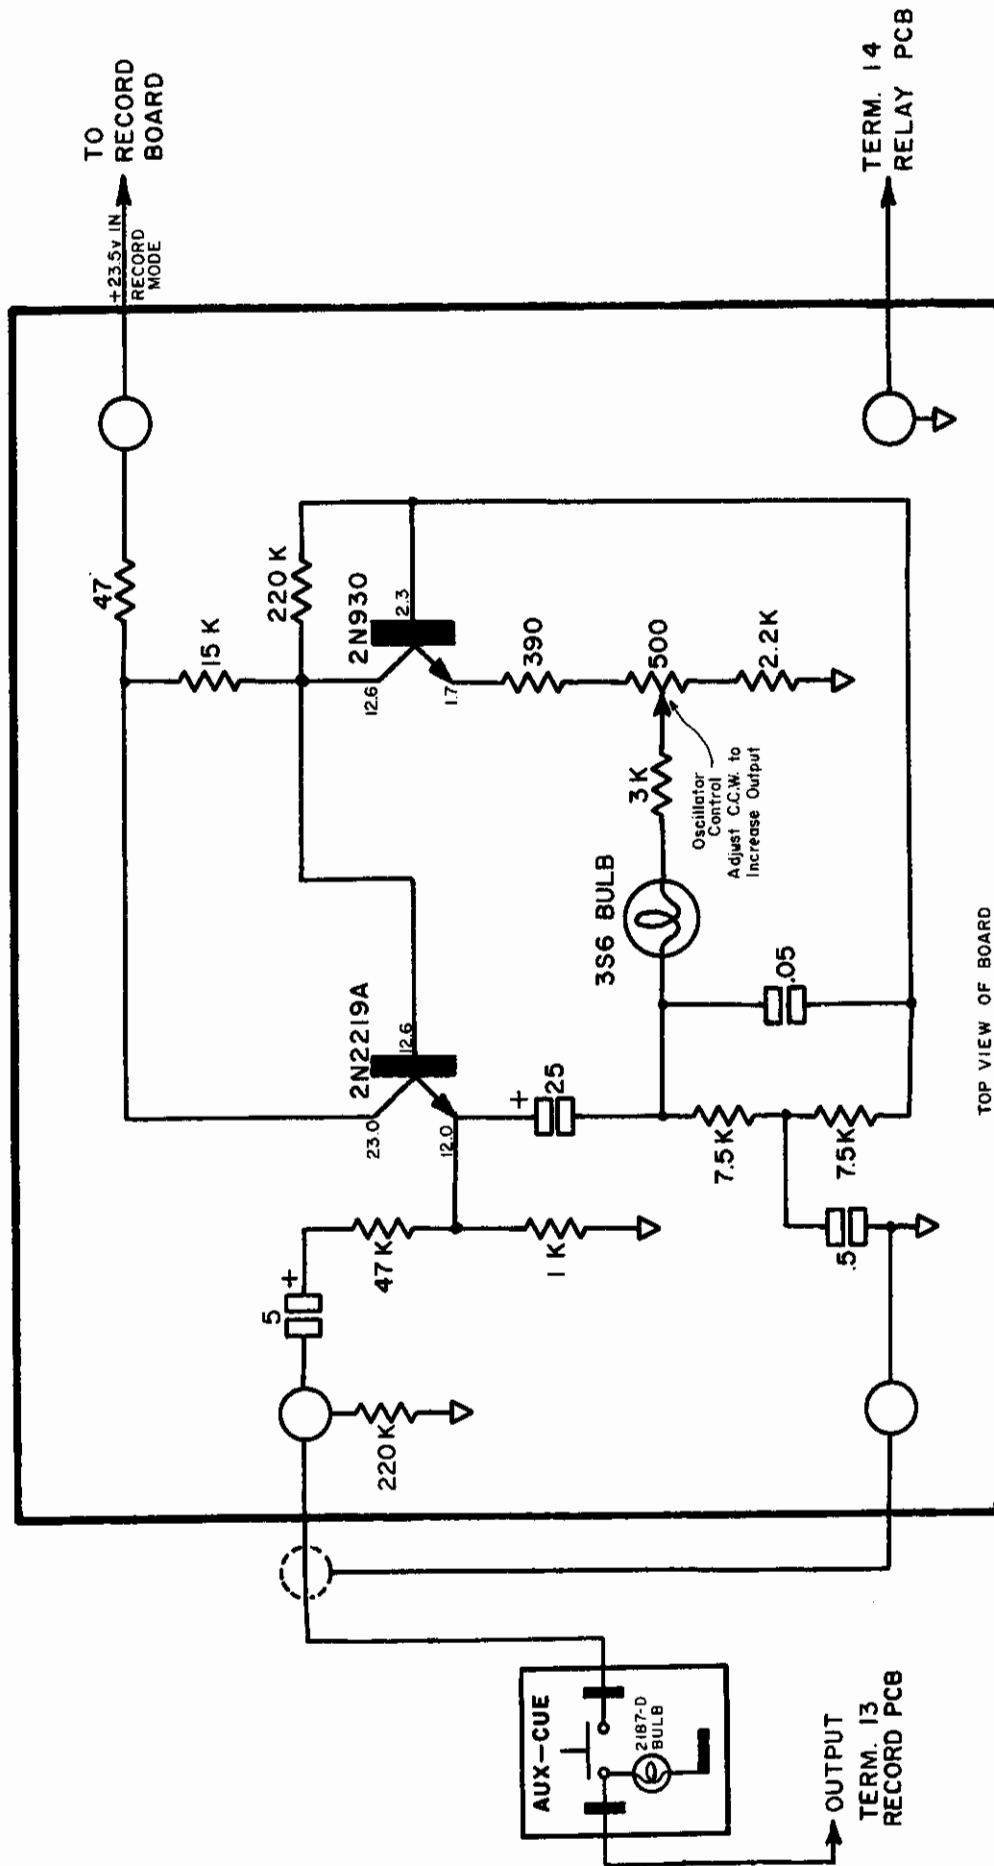 TO
RECORD
BOARD
+23.5v IN
RECORD
MODE
TERM. 14
RELAY PCB
47
15 K
220 K
2N930
2.3
12.6
1.7
390
500
2.2K
3K
Oscillator
Control
Adjust C.C.W. to
Increase Output
3S6 BULB
.05
2N2219A
12.6
23.0
12.0
+
25
7.5K
7.5K
.5
47 K
1 K
5
+
220K
AUX-CUE
2187-D
BULB
OUTPUT
TERM. 13
RECORD PCB
TOP VIEW OF BOARD